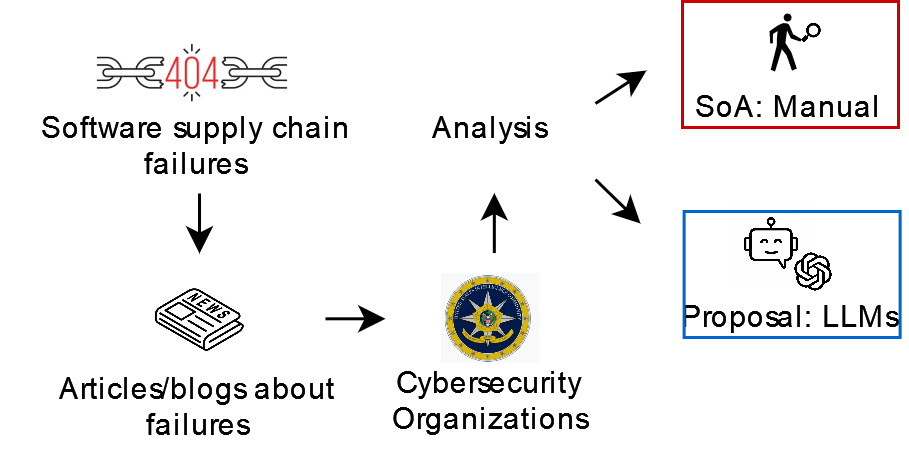 404
Software supply chain
failures
Analysis
SoA: Manual
NEWS
Articles/blogs about
failures
Cybersecurity
Organizations
Proposal: LLMs